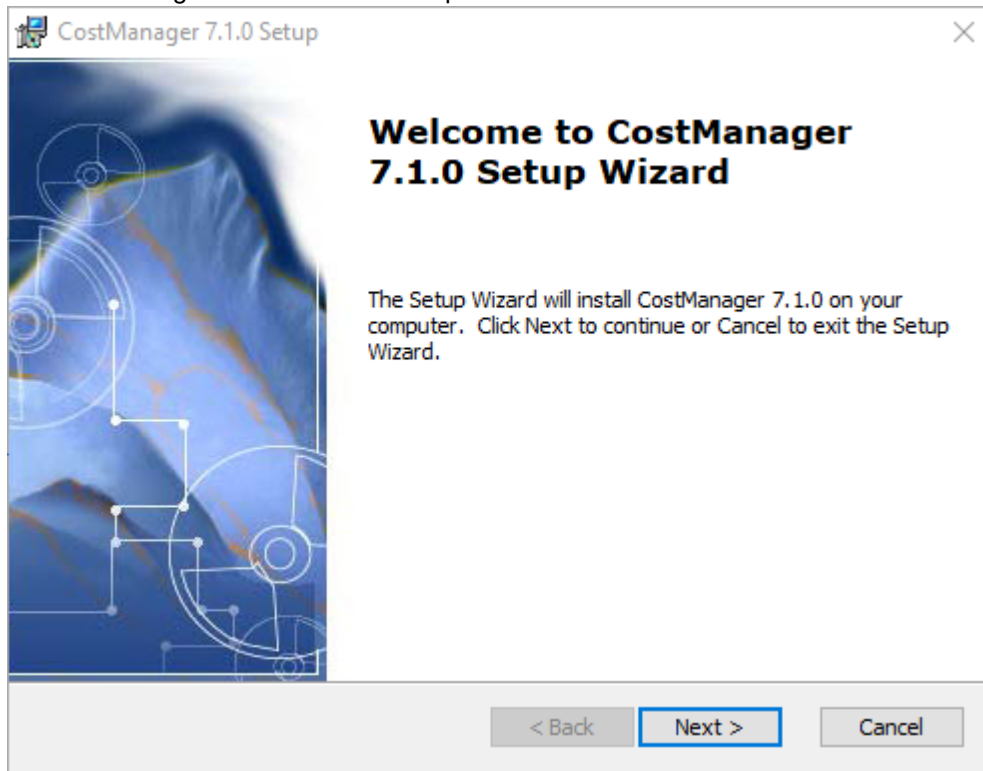 CostManager 7.1.0 Setup
Welcome to CostManager
7.1.0 Setup Wizard
The Setup Wizard will install CostManager 7.1.0 on your
computer.  Click Next to continue or Cancel to exit the Setup
Wizard.
< Back
Next >
Cancel